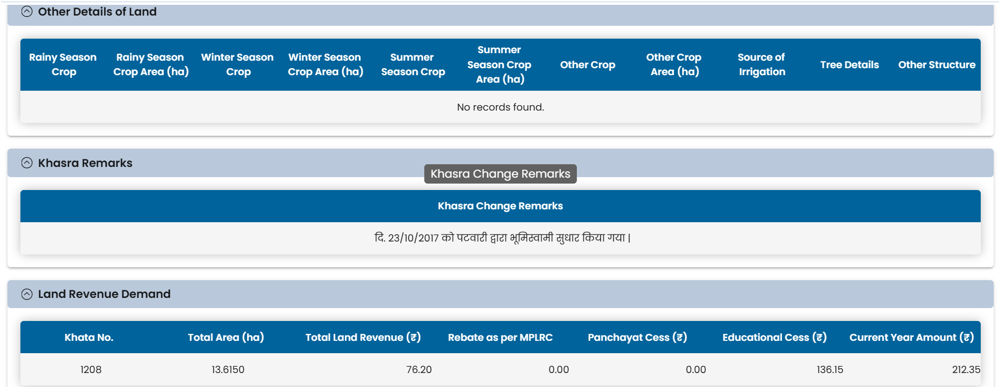 Other Details of Land
Rainy Season Crop
Rainy Season Crop Area (ha)
Winter Season Crop
Winter Season Crop Area (ha)
Summer Season Crop
Summer Season Crop Area (ha)
Other Crop
Other Crop Area (ha)
Source of Irrigation
Tree Details
Other Structure
No records found.
Khasra Remarks
Khasra Change Remarks
Khasra Change Remarks
दि. 23/10/2017 को पटवारी द्वारा भूमिस्वामी सुधार किया गया |
Land Revenue Demand
Khata No. Total Area (ha) Total Land Revenue (₹) Rebate as per MPLRC Panchayat Cess (₹) Educational Cess (₹) Current Year Amount (₹)
1208 13.6150 76.20 0.00 0.00 136.15 212.35